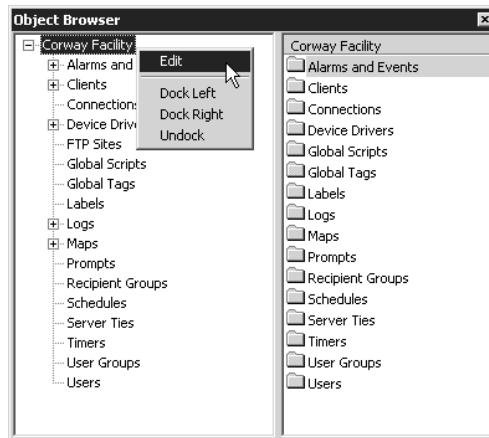 Object Browser
Corway Facility
Alarms and
Clients
Connection
Device Driv
FTP Sites
Global Scripts
Global Tags
Labels
Logs
Maps
Prompts
Recipient Groups
Schedules
Server Ties
Timers
User Groups
Users
Edit
Dock Left
Dock Right
Undock
Corway Facility
Alarms and Events
Clients
Connections
Device Drivers
Global Scripts
Global Tags
Labels
Logs
Maps
Prompts
Recipient Groups
Schedules
Server Ties
Timers
User Groups
Users